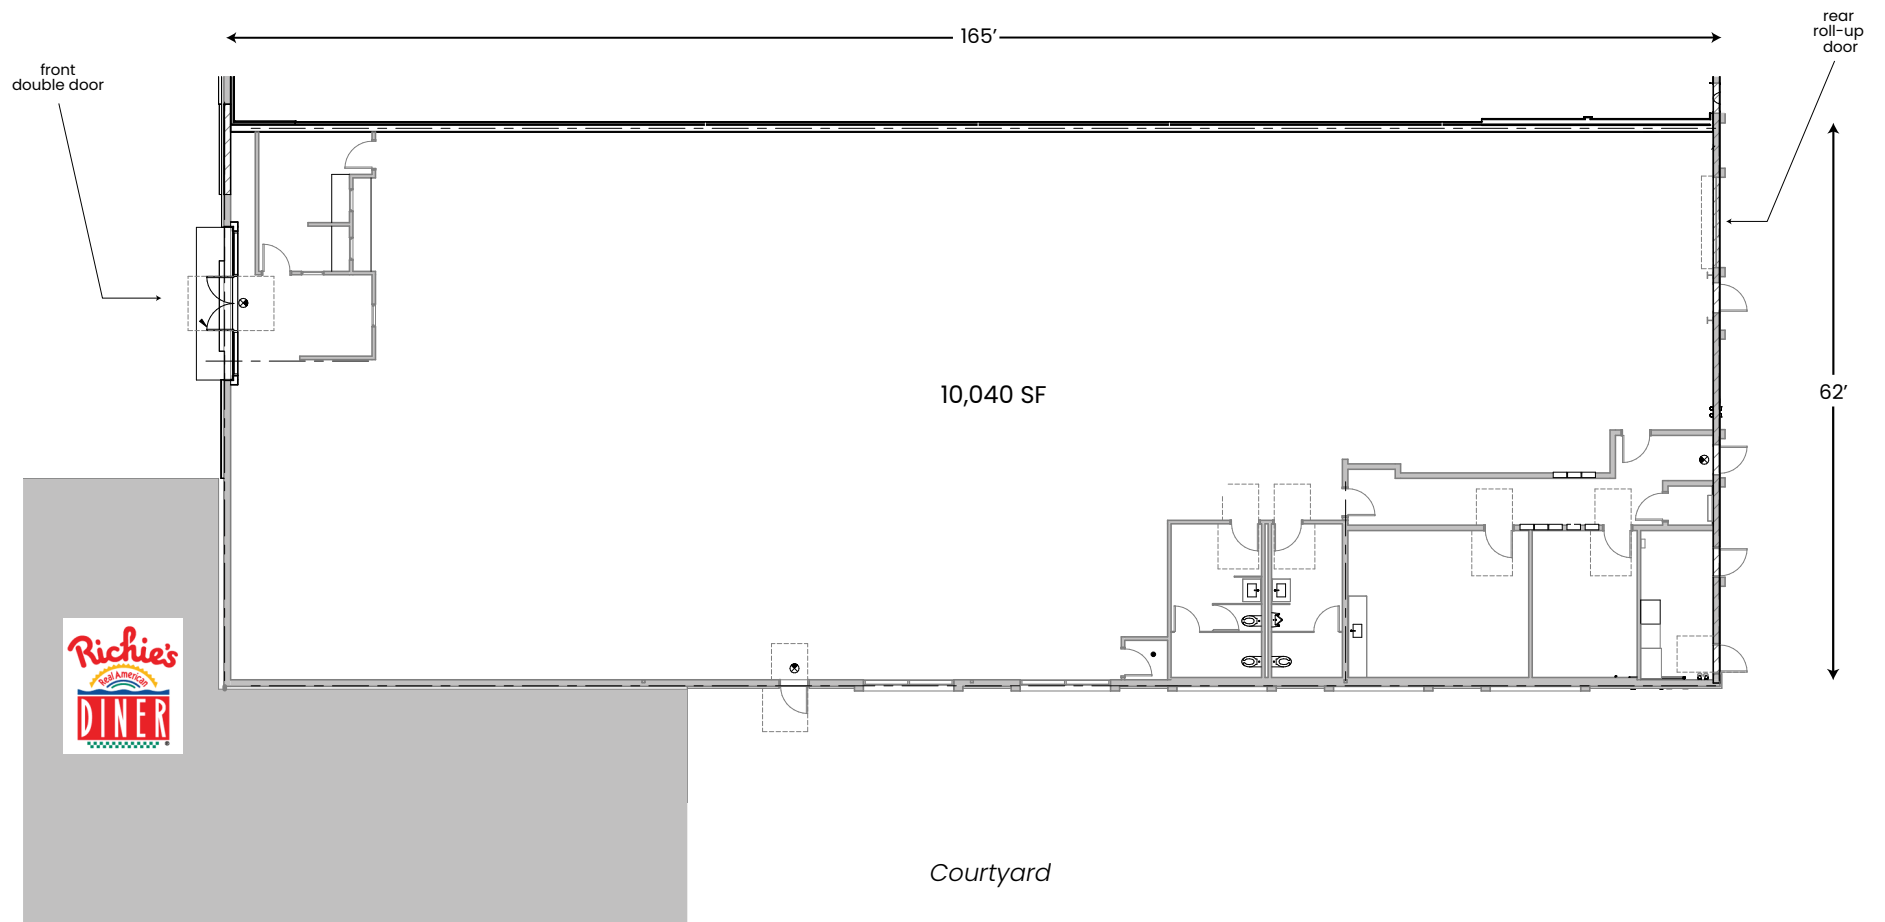 165’
rear
roll-up
door
front
double door
10,040 SF
62’
Richie's
Real American
DINER
®
Courtyard